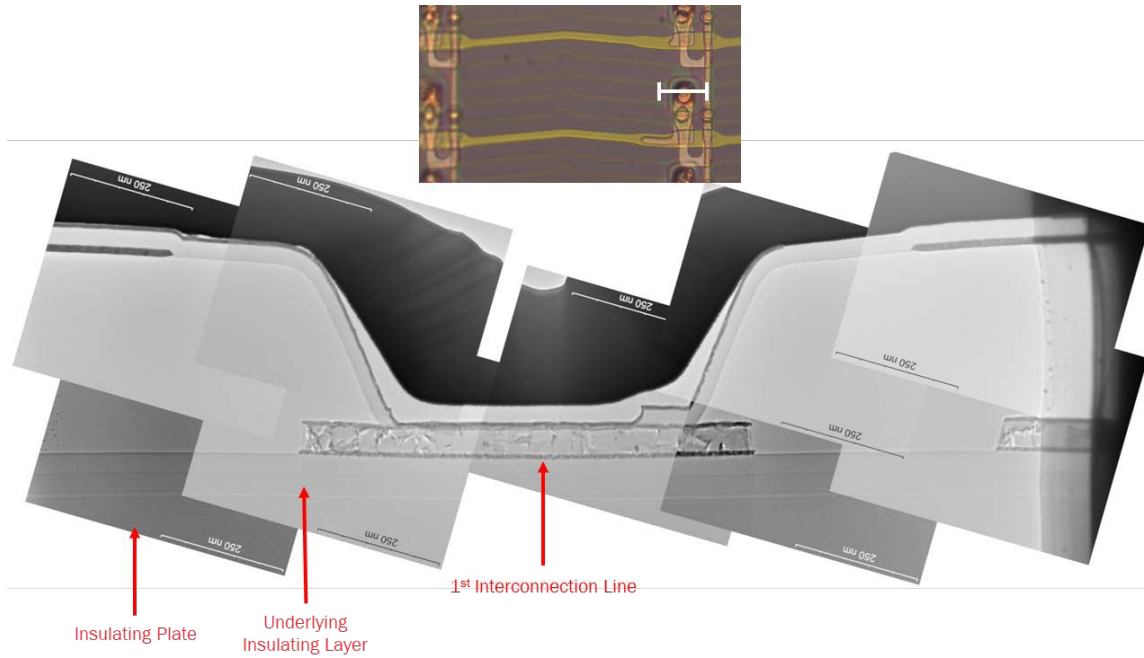 250 nm
250 nm
250 nm
250 nm
250 nm
250 nm
250 nm
250 nm
1st Interconnection Line
Insulating Plate
Underlying
Insulating Layer